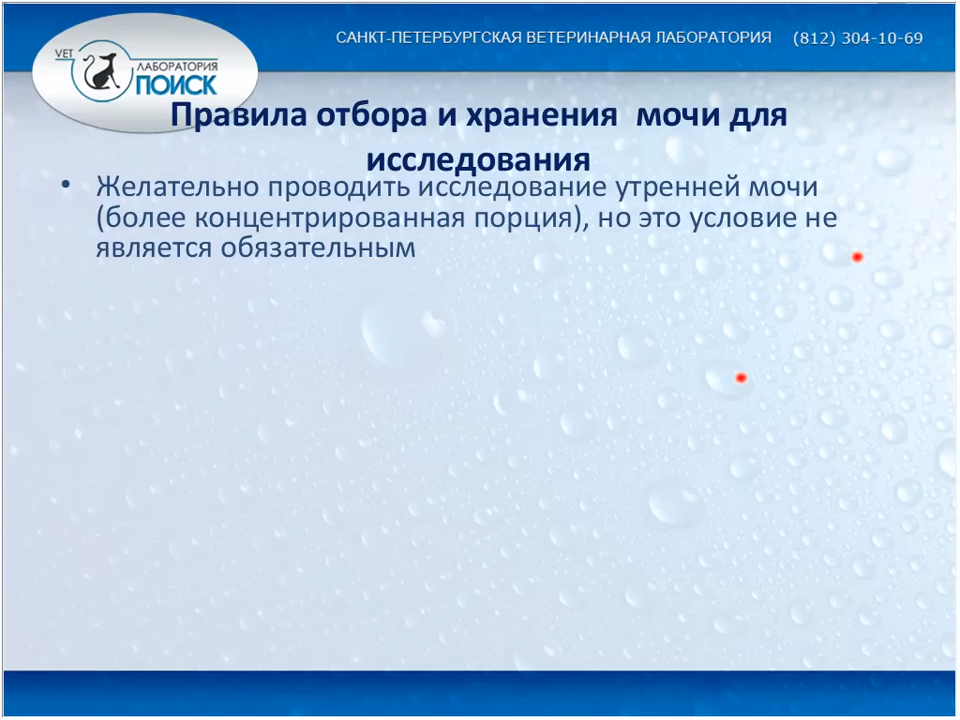 САНКТ-ПЕТЕРБУРГСКАЯ ВЕТЕРИНАРНАЯ ЛАБОРАТОРИЯ (812) 304-10-69
VET
ЛАБОРАТОРИЯ
ПОИСК
Правила отбора и хранения мочи для
исследования
• Желательно проводить исследование утренней мочи
(более концентрированная порция), но это условие не
является обязательным